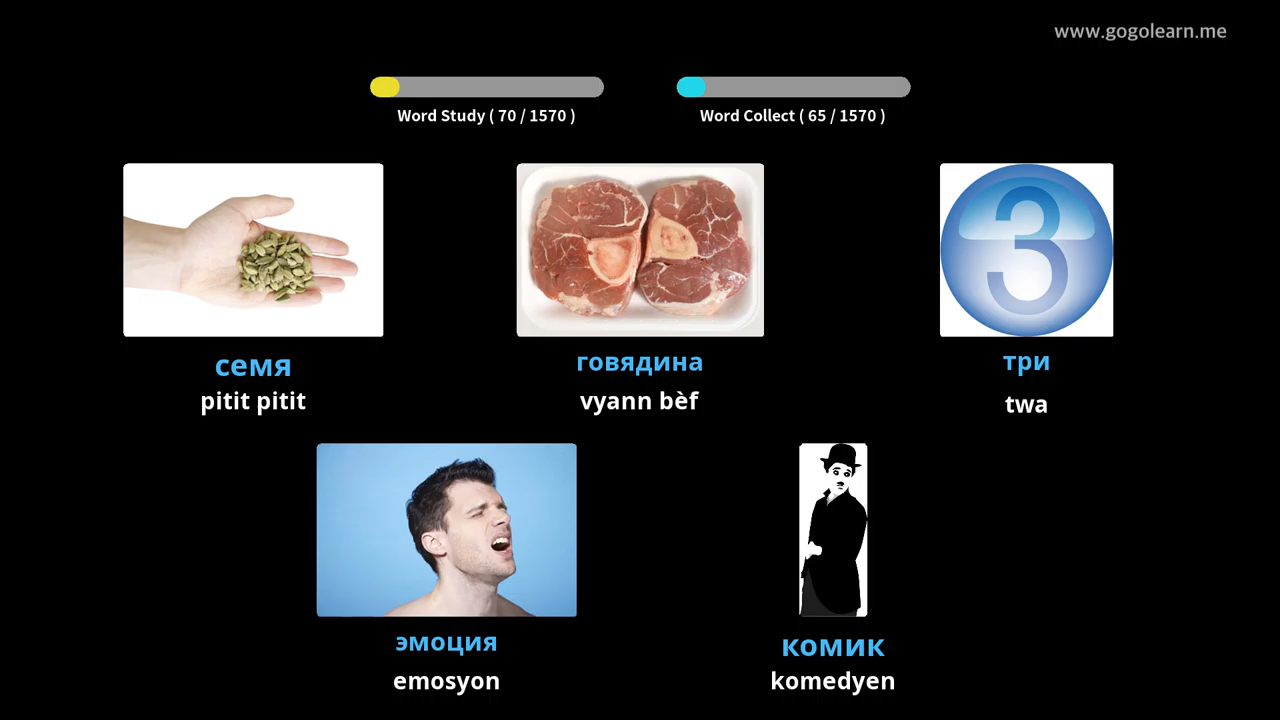 www.gogolearn.me
Word Study ( 70 / 1570 )
Word Collect ( 65 / 1570 )
3
семя
pitit pitit
говядина
vyann bèf
три
twa
эмоция
emosyon
комик
komedyen